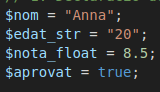 $nom = "Anna";
$edat_str = "20";
$nota_float = 8.5;
$aprovat = true;